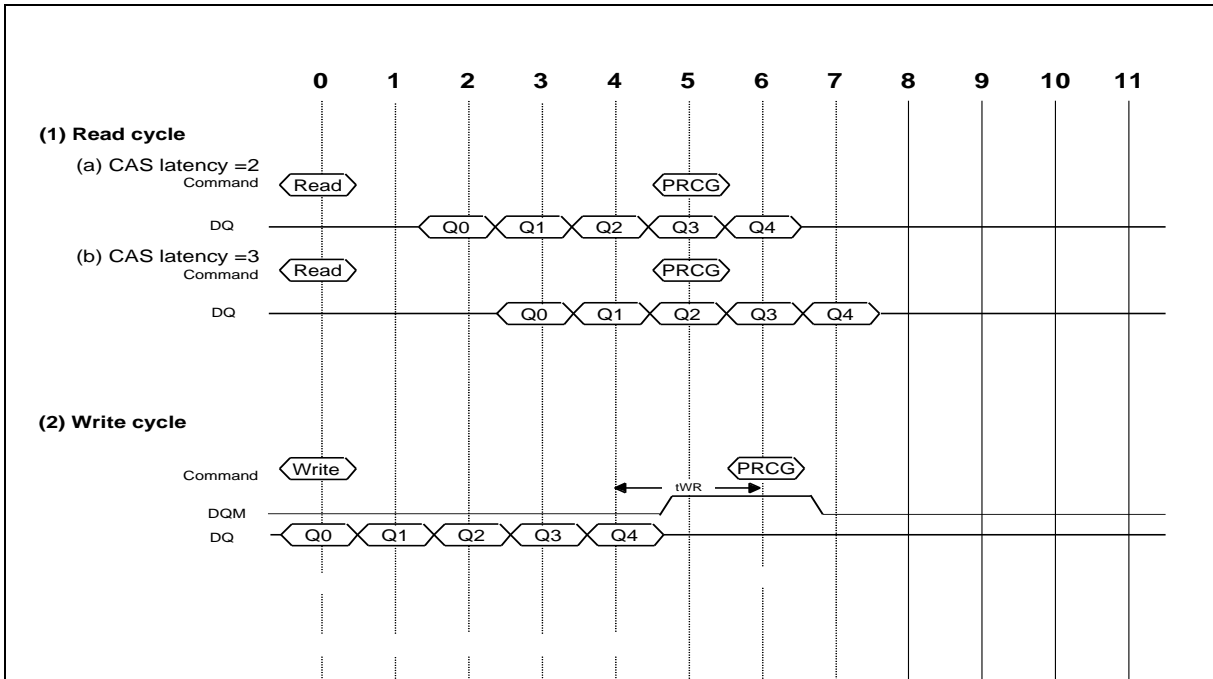 0 1 2 3 4 5 6 7 8 9 10 11
(1) Read cycle
(a) CAS latency =2
Command Read PRCG
DQ Q0 Q1 Q2 Q3 Q4
(b) CAS latency =3
Command Read PRCG
DQ Q0 Q1 Q2 Q3 Q4
(2) Write cycle
Command Write PRCG
tWR
DQM
DQ Q0 Q1 Q2 Q3 Q4